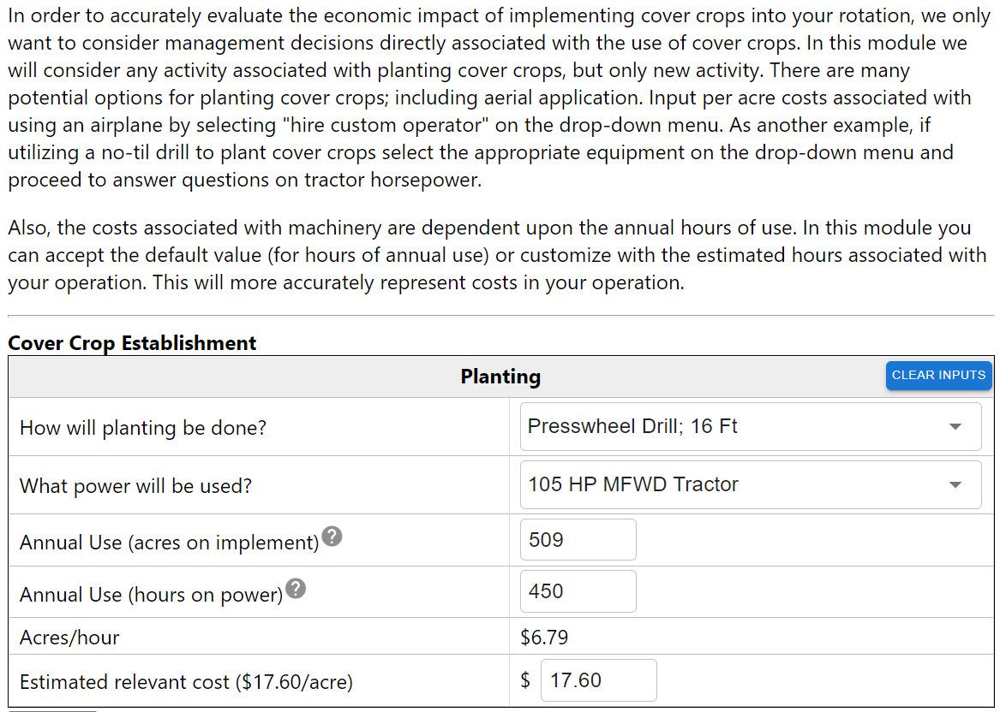 In order to accurately evaluate the economic impact of implementing cover crops into your rotation, we only
want to consider management decisions directly associated with the use of cover crops. In this module we
will consider any activity associated with planting cover crops, but only new activity. There are many
potential options for planting cover crops; including aerial application. Input per acre costs associated with
using an airplane by selecting "hire custom operator" on the drop-down menu. As another example, if
utilizing a no-til drill to plant cover crops select the appropriate equipment on the drop-down menu and
proceed to answer questions on tractor horsepower.
Also, the costs associated with machinery are dependent upon the annual hours of use. In this module you
can accept the default value (for hours of annual use) or customize with the estimated hours associated with
your operation. This will more accurately represent costs in your operation.
Cover Crop Establishment
Planting CLEAR INPUTS
How will planting be done? Presswheel Drill; 16 Ft
What power will be used? 105 HP MFWD Tractor
Annual Use (acres on implement) ? 509
Annual Use (hours on power) ? 450
Acres/hour $6.79
Estimated relevant cost ($17.60/acre) $ 17.60